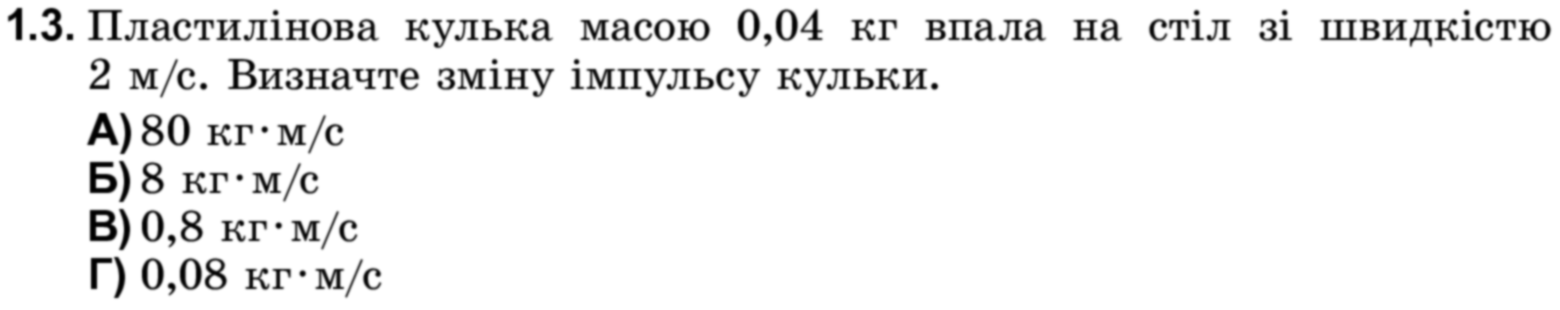 1.3. Пластилінова кулька масою 0,04 кг впала на стіл зі швидкістю
2 м/с. Визначте зміну імпульсу кульки.
А) 80 кг·м/с
Б) 8 кг·м/с
В) 0,8 кг·м/с
Г) 0,08 кг·м/с